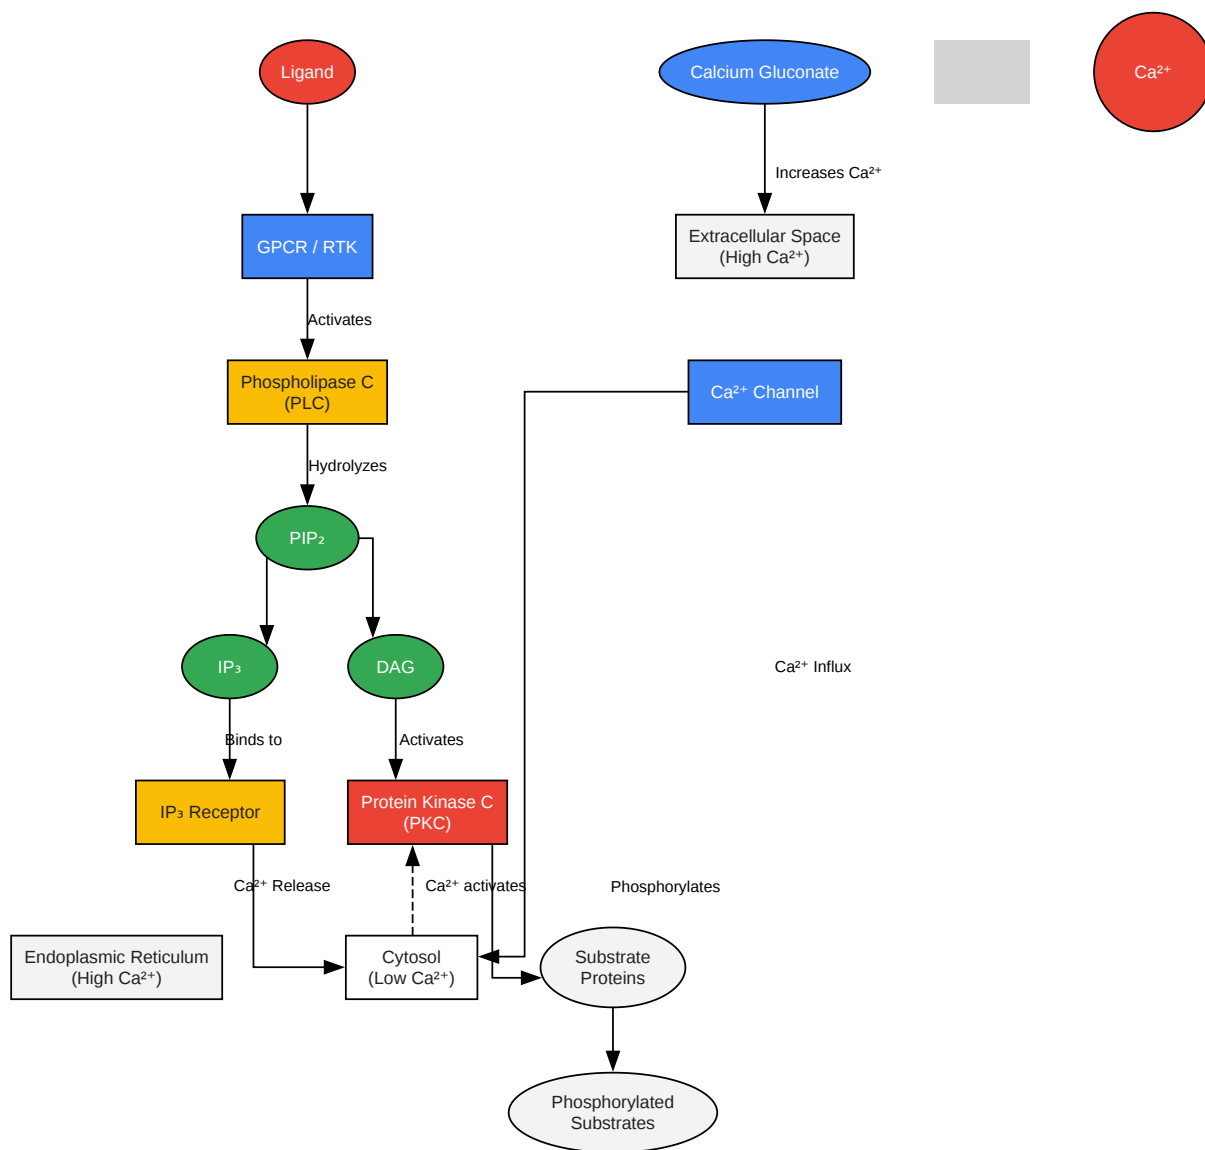 Ligand
Calcium Gluconate
Ca²⁺
Increases Ca²⁺
GPCR / RTK
Extracellular Space
(High Ca²⁺)
Activates
Phospholipase C
(PLC)
Ca²⁺ Channel
Hydrolyzes
PIP₂
IP₃
DAG
Ca²⁺ Influx
Binds to
Activates
IP₃ Receptor
Protein Kinase C
(PKC)
Ca²⁺ Release
Ca²⁺ activates
Phosphorylates
Endoplasmic Reticulum
(High Ca²⁺)
Cytosol
(Low Ca²⁺)
Substrate
Proteins
Phosphorylated
Substrates